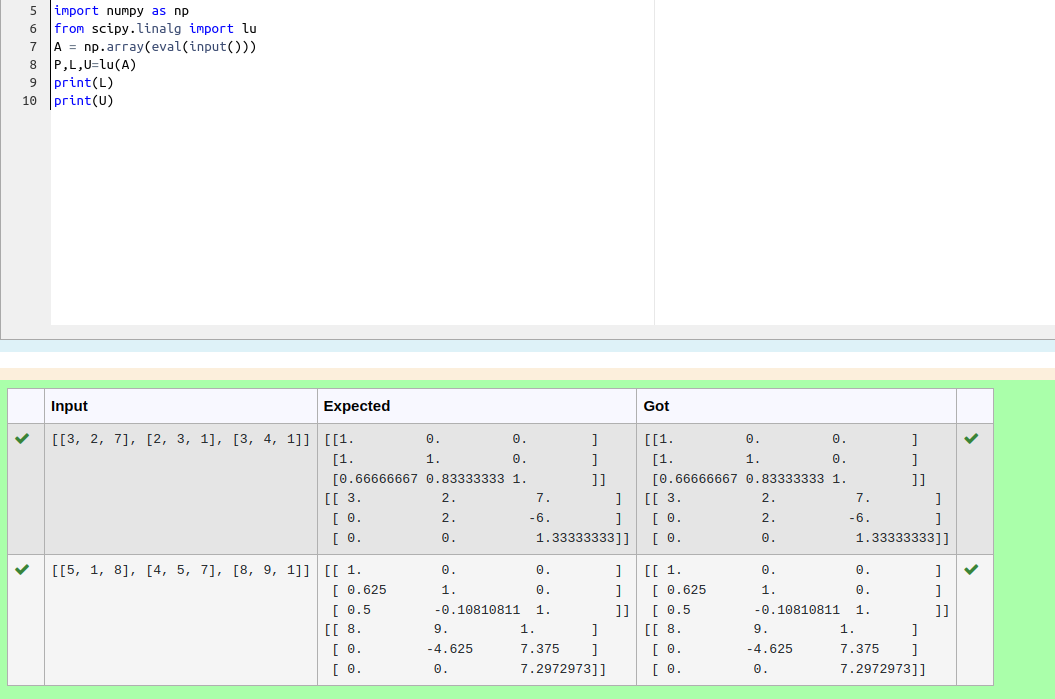 5 import numpy as np
6 from scipy.linalg import lu
7 A = np.array(eval(input()))
8 P,L,U=lu(A)
9 print(L)
10 print(U)
Input Expected Got
[[3, 2, 7], [2, 3, 1], [3, 4, 1]] [[1. 0. 0. ] [[1. 0. 0. ]
[1. 1. 0. ] [1. 1. 0. ]
[0.66666667 0.83333333 1. ]] [0.66666667 0.83333333 1. ]]
[[ 3. 2. 7. ] [[ 3. 2. 7. ]
[ 0. 2. -6. ] [ 0. 2. -6. ]
[ 0. 0. 1.33333333]] [ 0. 0. 1.33333333]]
[[5, 1, 8], [4, 5, 7], [8, 9, 1]] [[ 1. 0. 0. ] [[ 1. 0. 0. ]
[ 0.625 1. 0. ] [ 0.625 1. 0. ]
[ 0.5 -0.10810811 1. ]] [ 0.5 -0.10810811 1. ]]
[[ 8. 9. 1. ] [[ 8. 9. 1. ]
[ 0. -4.625 7.375 ] [ 0. -4.625 7.375 ]
[ 0. 0. 7.2972973]] [ 0. 0. 7.2972973]]